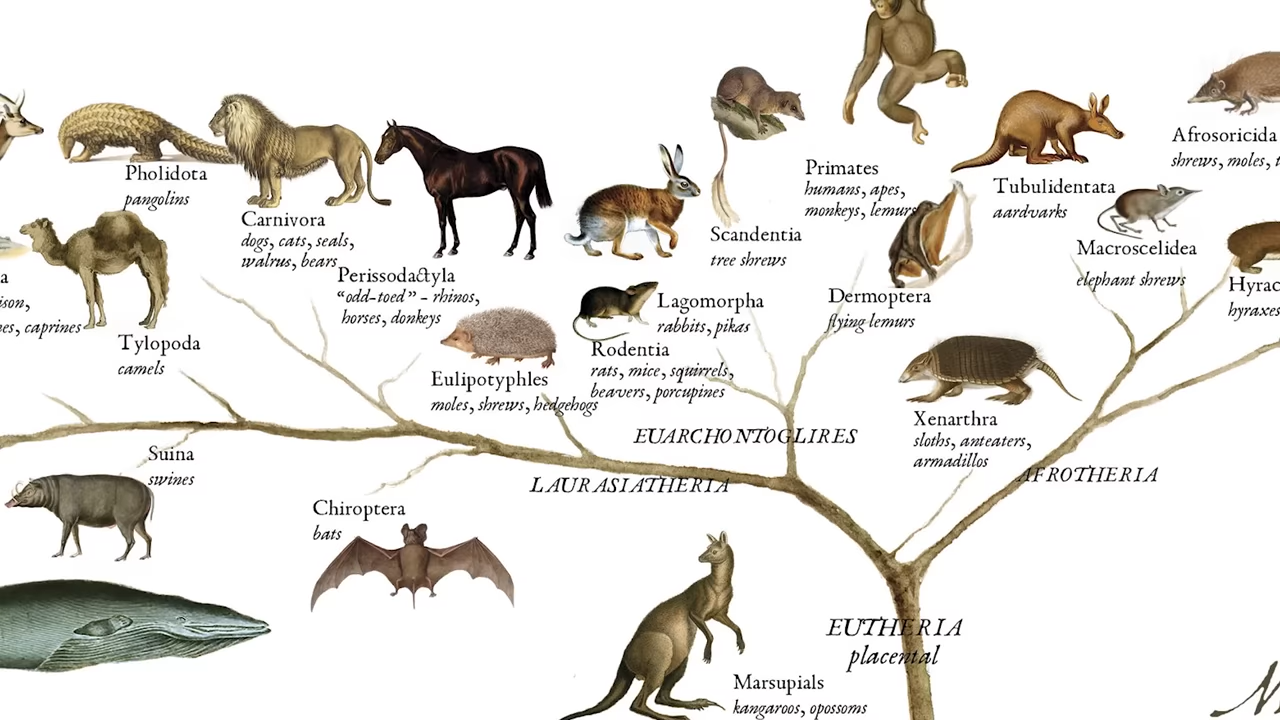 Pholidota
pangolins
Carnivora
dogs, cats, seals,
walrus, bears
Perissodactyla
"odd-toed" - rhinos,
horses, donkeys
Tylopoda
camels
Eulipotyphles
moles, shrews, hedgehogs
Lagomorpha
rabbits, pikas
Rodentia
rats, mice, squirrels,
beavers, porcupines
Scandentia
tree shrews
Primates
humans, apes,
monkeys, lemurs
Dermoptera
flying lemurs
Tubulidentata
aardvarks
Macroscelidea
elephant shrews
Afrosoricida
shrews, moles,
hyraxes
Xenarthra
sloths, anteaters,
armadillos
EUARCHONTOGLIRES
LAURASIATHERIA
AFROTHERIA
Suina
swines
Chiroptera
bats
EUTHERIA
placental
Marsupials
kangaroos, opossoms
caprines